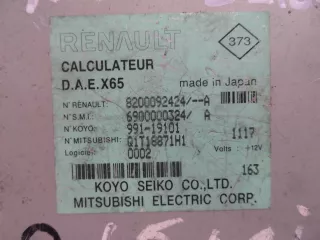 RENAULT
373
CALCULATEUR
D.A.E.X65
made in Japan
N° RENAULT: 8200092424/--A
N° S.M.I.: 6900000324/ A
N° KOYO: 991-19101
1117
N° MITSUBISHI: Q1T18871H1
Volts : +12V
Logiciel: 0002
163
KOYO SEIKO CO.,LTD.
MITSUBISHI ELECTRIC CORP.